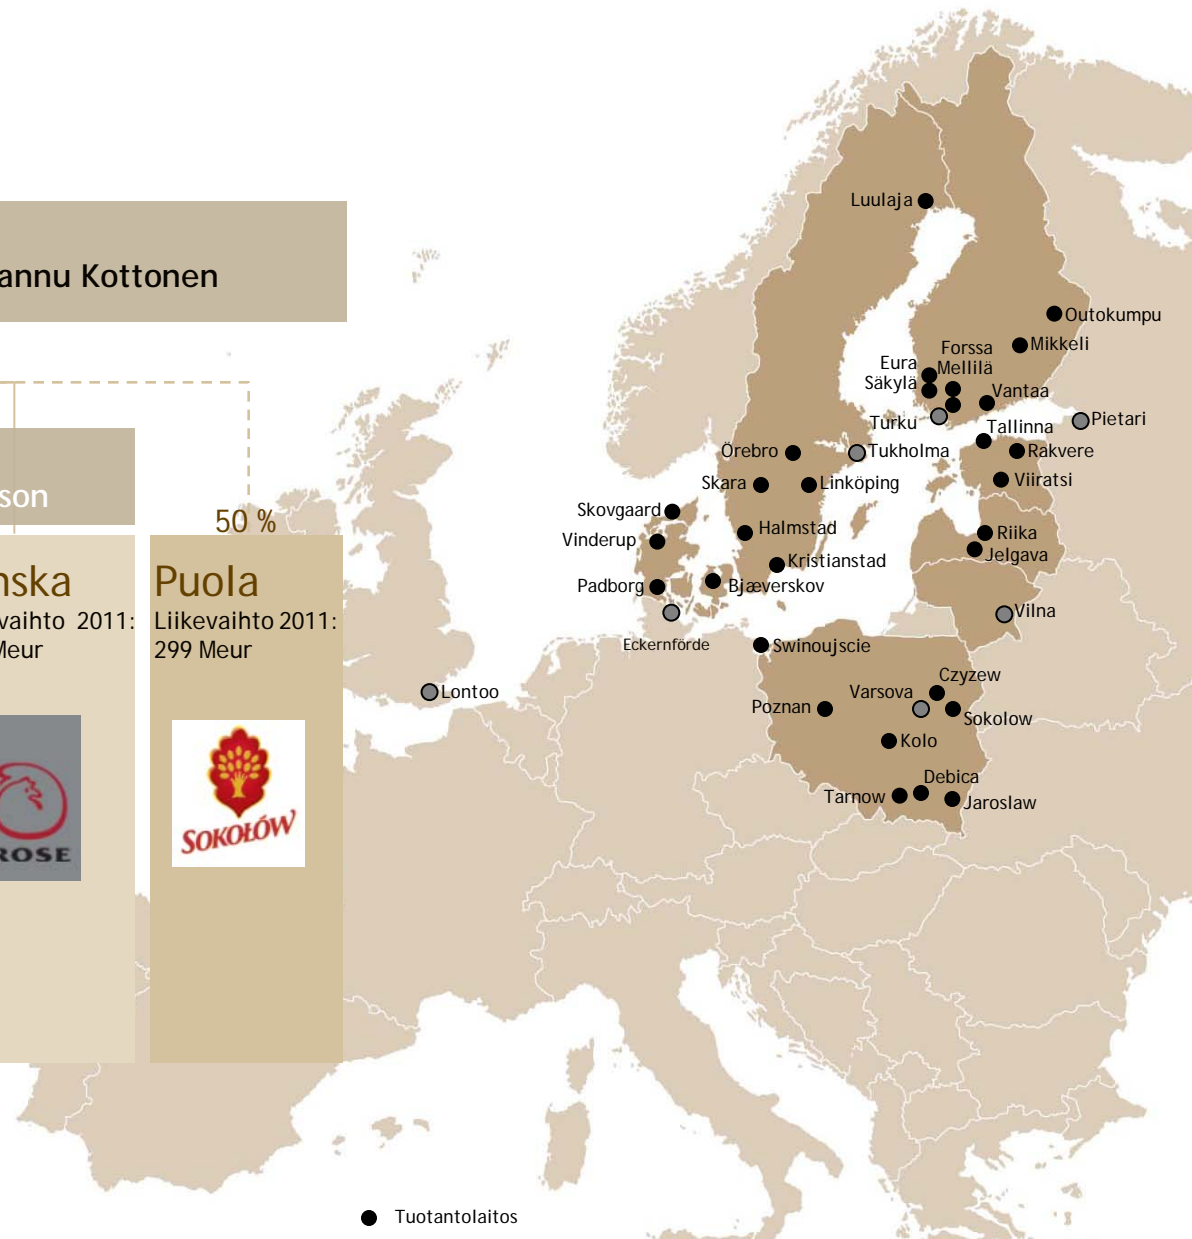 annu Kottonen
son
50 %
nska
vaihto 2011:
Meur
ROSE
Puola
Liikevaihto 2011:
299 Meur
SOKOŁÓW
Luulaja
Outokumpu
Mikkeli
Forssa
Mellilä
Eura
Säkylä
Vantaa
Turku
Pietari
Tallinna
Tukholma
Rakvere
Örebro
Viiratsi
Skara
Linköping
Skovgaard
Halmstad
Vinderup
Riika
Jelgava
Kristianstad
Padborg
Bjæverskov
Vilna
Eckernförde
Swinoujscie
Czyzew
Varsova
Lontoo
Poznan
Sokolow
Kolo
Debica
Tarnow
Jaroslaw
Tuotantolaitos